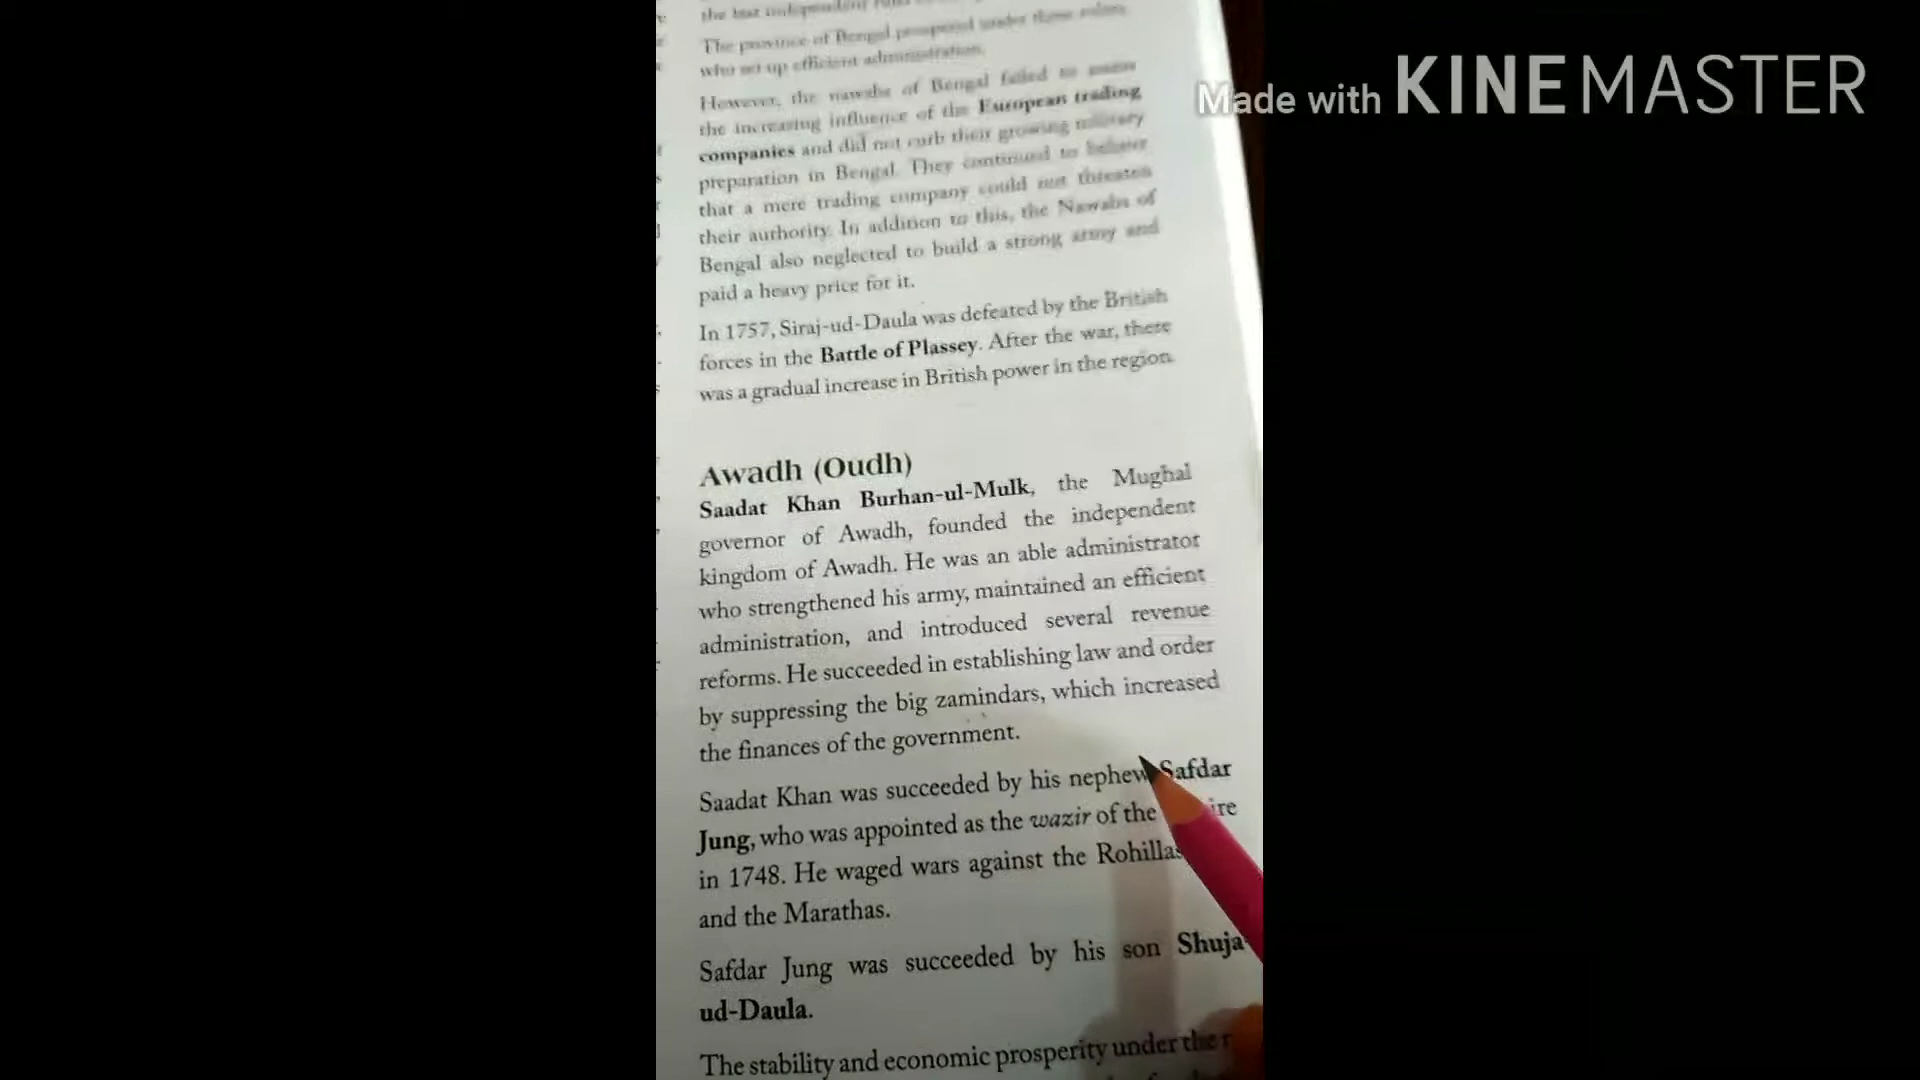 The province of Bengal prospered under these rulers
who set up efficient administration.
However, the nawabs of Bengal failed to
the increasing influence of the European trading
companies and did not curb their growing military
preparation in Bengal. They continued to believe
that a mere trading company could not threaten
their authority. In addition to this, the Nawabs of
Bengal also neglected to build a strong army and
paid a heavy price for it.
In 1757, Siraj-ud-Daula was defeated by the British
forces in the Battle of Plassey. After the war, there
was a gradual increase in British power in the region.
Awadh (Oudh)
Saadat Khan Burhan-ul-Mulk, the Mughal
governor of Awadh, founded the independent
kingdom of Awadh. He was an able administrator
who strengthened his army, maintained an efficient
administration, and introduced several revenue
reforms. He succeeded in establishing law and order
by suppressing the big zamindars, which increased
the finances of the government.
Saadat Khan was succeeded by his nephew Safdar
Jung, who was appointed as the wazir of the
in 1748. He waged wars against the Rohillas
and the Marathas.
Safdar Jung was succeeded by his son Shuja-
ud-Daula.
The stability and economic prosperity under the
Made with KINEMASTER